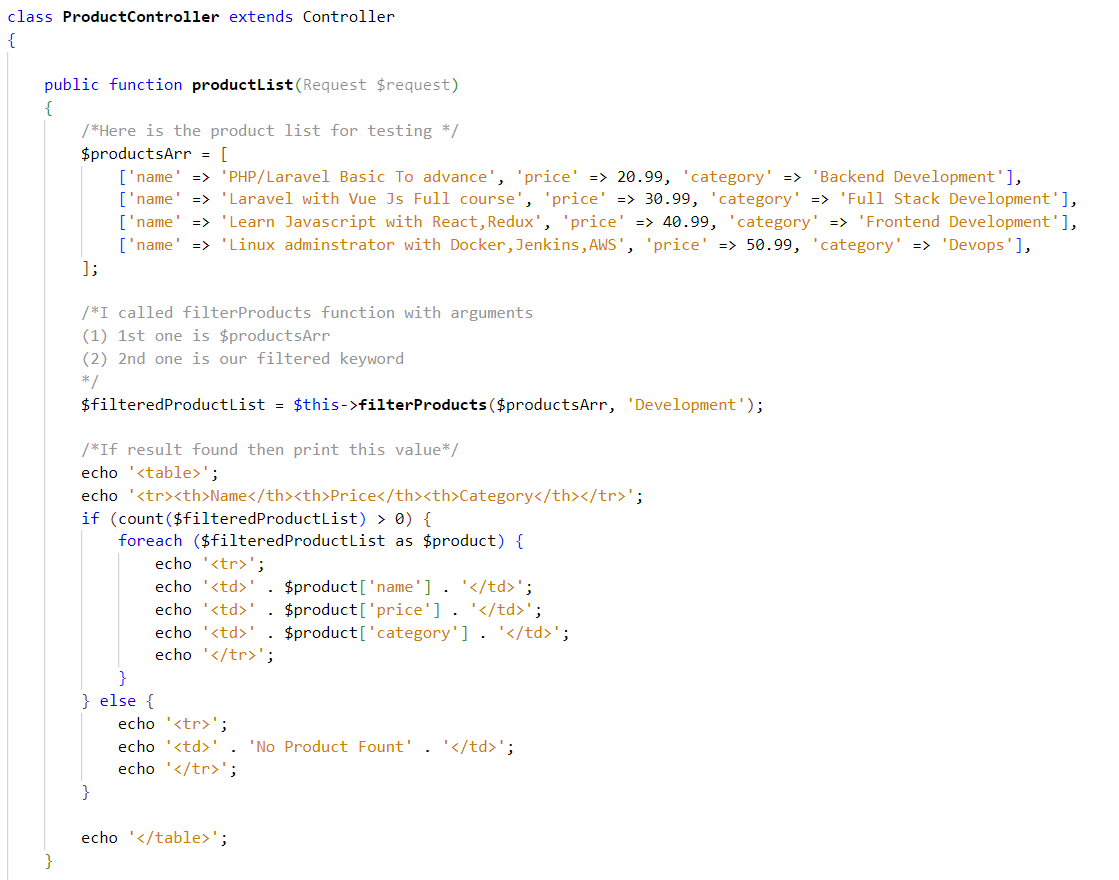 class ProductController extends Controller
{
public function productList(Request $request)
{
/*Here is the product list for testing */
$productsArr = [
['name' => 'PHP/Laravel Basic To advance', 'price' => 20.99, 'category' => 'Backend Development'],
['name' => 'Laravel with Vue Js Full course', 'price' => 30.99, 'category' => 'Full Stack Development'],
['name' => 'Learn Javascript with React,Redux', 'price' => 40.99, 'category' => 'Frontend Development'],
['name' => 'Linux adminstrator with Docker,Jenkins,AWS', 'price' => 50.99, 'category' => 'Devops'],
];
/*I called filterProducts function with arguments
(1) 1st one is $productsArr
(2) 2nd one is our filtered keyword
*/
$filteredProductList = $this->filterProducts($productsArr, 'Development');
/*If result found then print this value*/
echo '<table>';
echo '<tr><th>Name</th><th>Price</th><th>Category</th></tr>';
if (count($filteredProductList) > 0) {
foreach ($filteredProductList as $product) {
echo '<tr>';
echo '<td>' . $product['name'] . '</td>';
echo '<td>' . $product['price'] . '</td>';
echo '<td>' . $product['category'] . '</td>';
echo '</tr>';
}
} else {
echo '<tr>';
echo '<td>' . 'No Product Fount' . '</td>';
echo '</tr>';
}
echo '</table>';
}